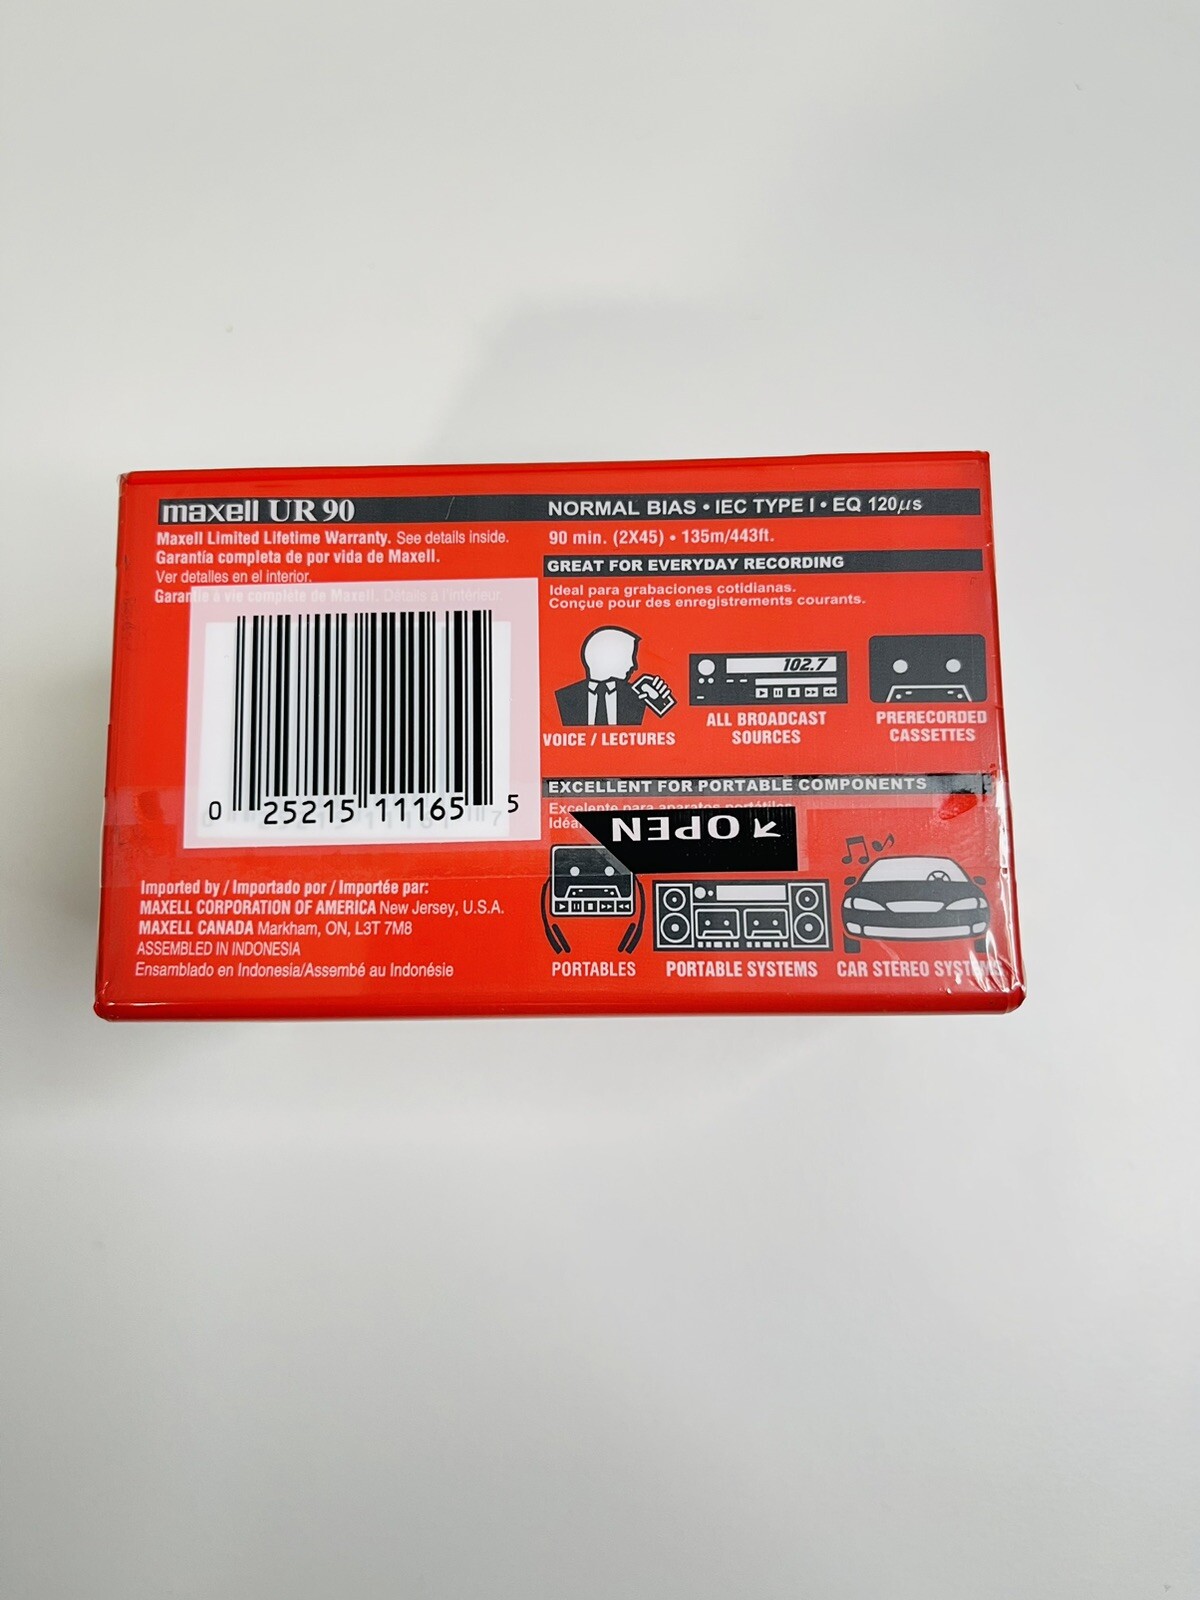 maxell UR 90
Maxell Limited Lifetime Warranty. See details inside.
Garantía completa de por vida de Maxell.
Ver detalles en el interior.
Garantie à vie complète de Maxell. Détails à l'intérieur.
0 25215 11165 5
Imported by / Importado por / Importée par:
MAXELL CORPORATION OF AMERICA New Jersey, U.S.A.
MAXELL CANADA Markham, ON, L3T 7M8
ASSEMBLED IN INDONESIA
Ensamblado en Indonesia/Assembé au Indonésie
NORMAL BIAS • IEC TYPE I • EQ 120µs
90 min. (2X45) • 135m/443ft.
GREAT FOR EVERYDAY RECORDING
Ideal para grabaciones cotidianas.
Conçue pour des enregistrements courants.
102.7
VOICE / LECTURES
ALL BROADCAST
SOURCES
PRERECORDED
CASSETTES
EXCELLENT FOR PORTABLE COMPONENTS
Excelente para aparatos portátiles
OPEN
PORTABLES
PORTABLE SYSTEMS
CAR STEREO SYSTEMS